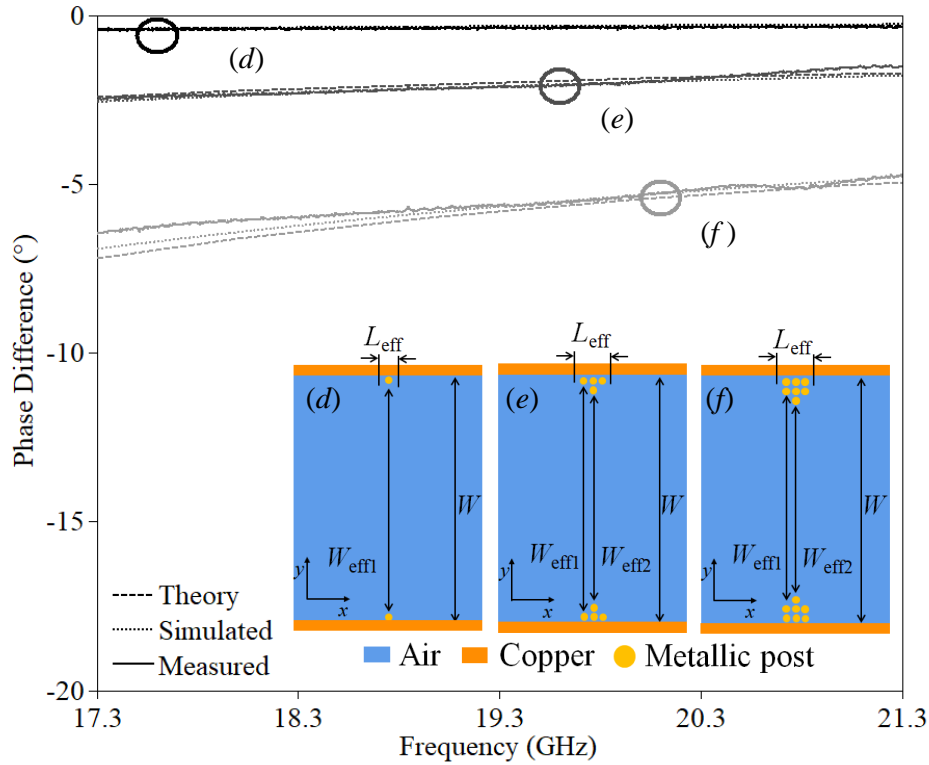 0
-5
-10
-15
-20
Phase Difference (°)
(d)
(e)
(f)
Leff
Leff
Leff
(d)
(e)
(f)
W
W
W
Weff1
Weff1
Weff2
Weff1
Weff2
y
x
y
x
y
x
Theory
Simulated
Measured
Air
Copper
Metallic post
17.3
18.3
19.3
20.3
21.3
Frequency (GHz)